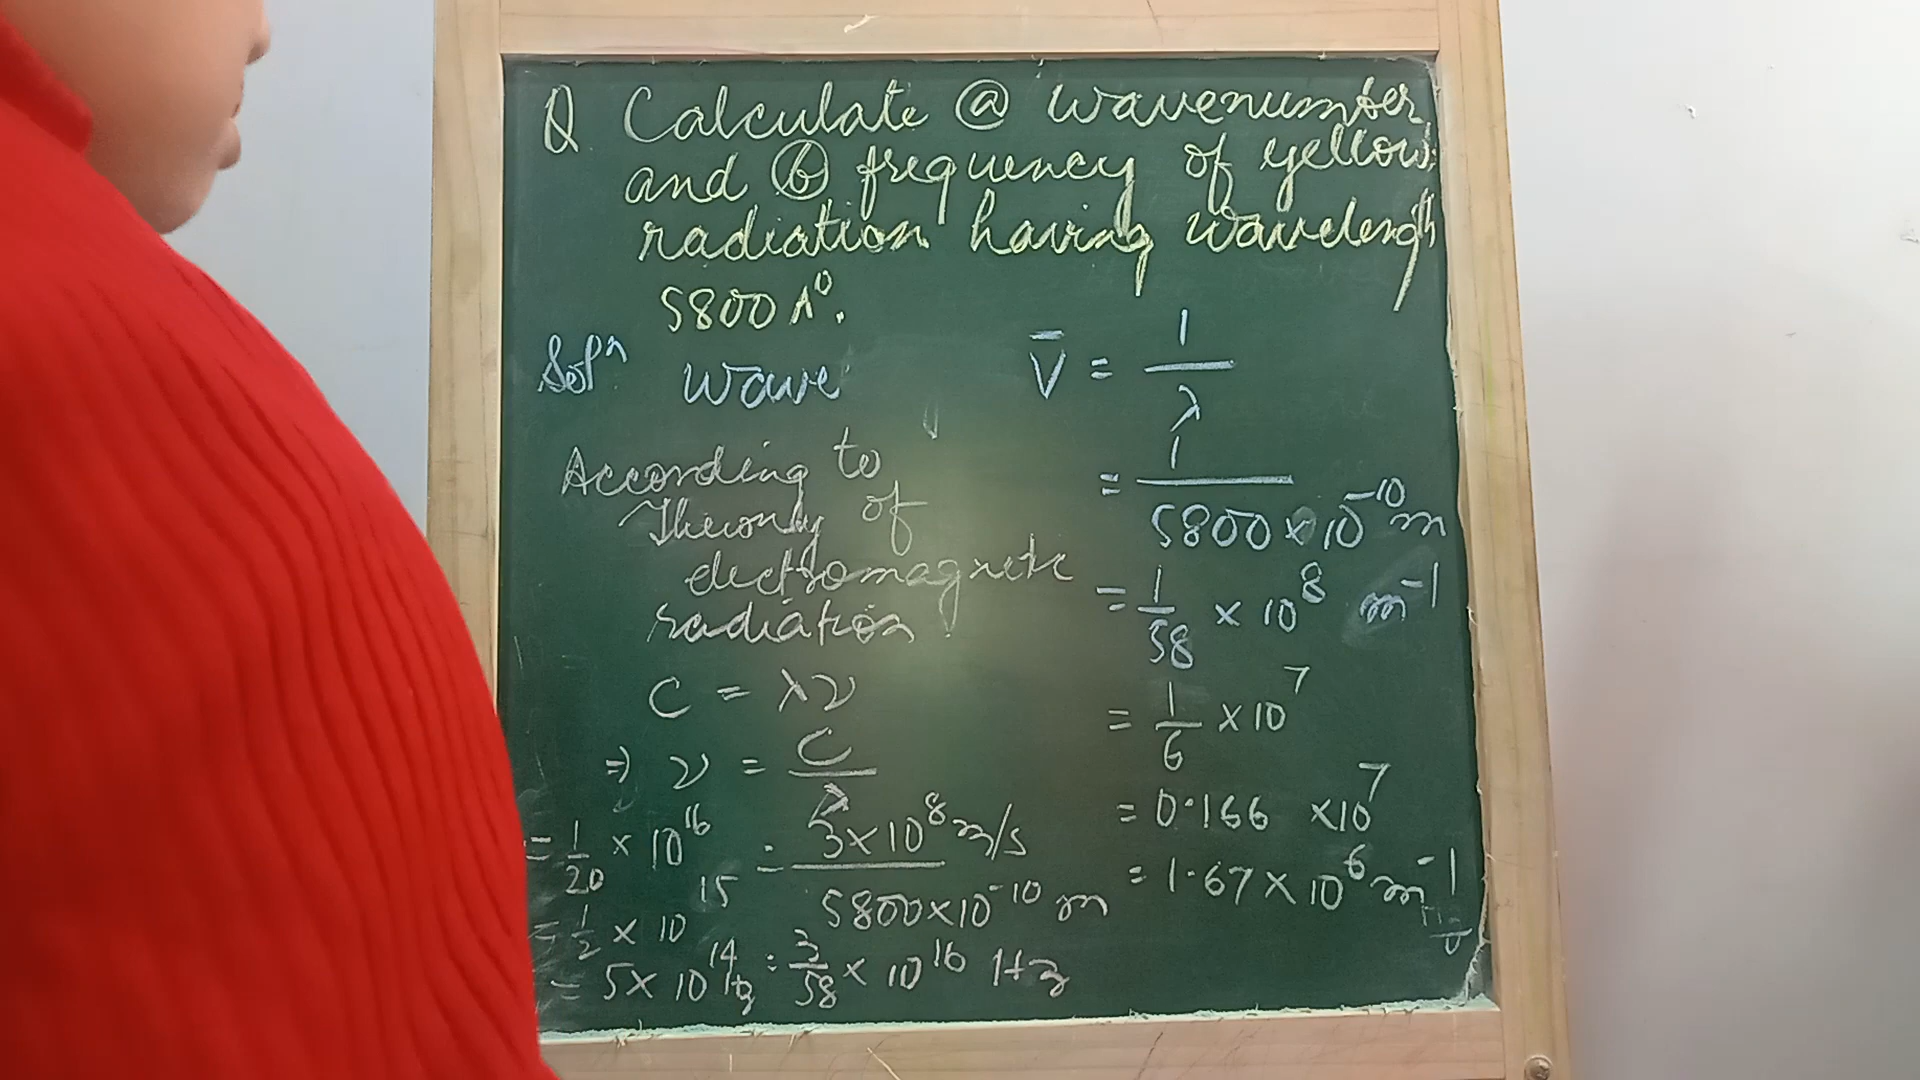 Q Calculate ⓐ wavenumber
and ⓑ frequency of yellow
radiation having wavelength
5800 A⁰.
Solⁿ wave
According to
Theory of
electromagnetic
radiation
C = λν
⇒ ν = C/λ
= 3×10⁸ m/s / 5800×10⁻¹⁰ m
= 3/58 × 10¹⁶ Hz
= 1/20 × 10¹⁶
= 1/2 × 10¹⁵
= 5× 10¹⁴ Hz
V̄ = 1/λ
= 1/5800×10⁻¹⁰ m
= 1/58 × 10⁸ m⁻¹
= 1/6 ×10⁷
= 0.166 ×10⁷
= 1.67×10⁶ m⁻¹